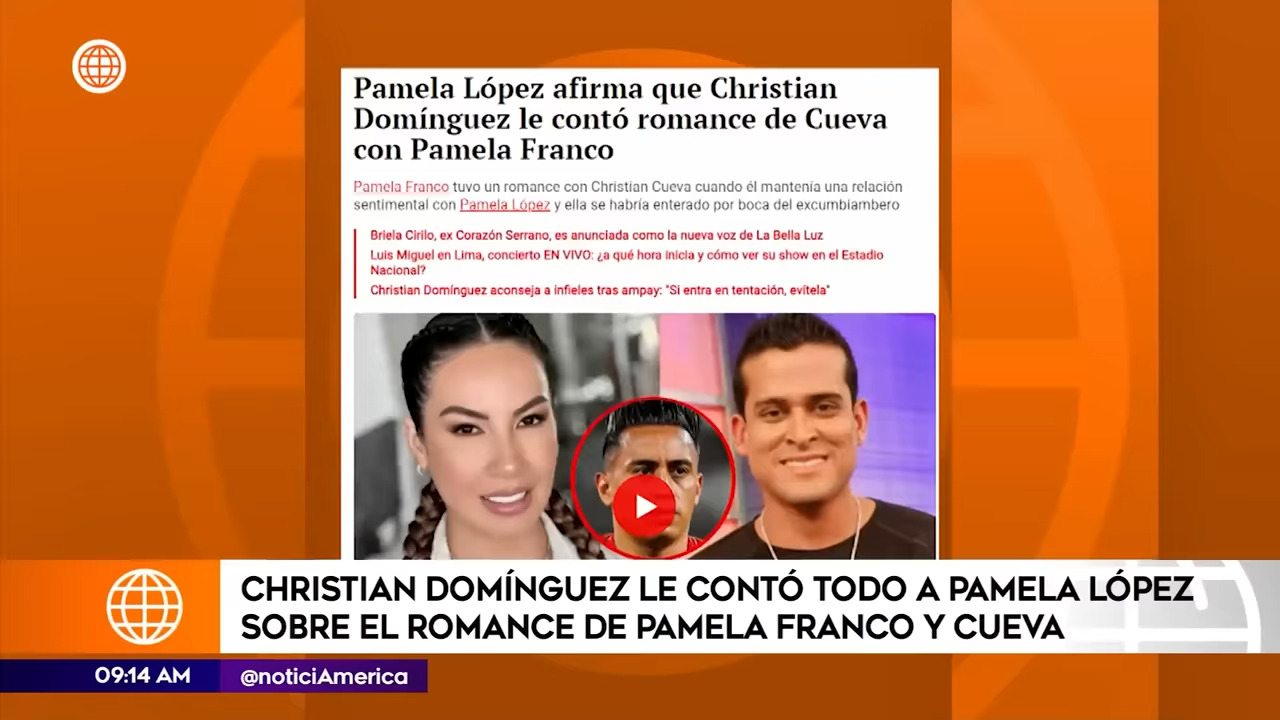 Pamela López afirma que Christian
Domínguez le contó romance de Cueva
con Pamela Franco
Pamela Franco tuvo un romance con Christian Cueva cuando él mantenía una relación
sentimental con Pamela López y ella se habría enterado por boca del excumbiambero
Briela Cirilo, ex Corazón Serrano, es anunciada como la nueva voz de La Bella Luz
Luis Miguel en Lima, concierto EN VIVO: ¿a qué hora inicia y cómo ver su show en el Estadio
Nacional?
Christian Domínguez aconseja a infieles tras ampay: "Si entra en tentación, evítela"
CHRISTIAN DOMÍNGUEZ LE CONTÓ TODO A PAMELA LÓPEZ
SOBRE EL ROMANCE DE PAMELA FRANCO Y CUEVA
09:14 AM @noticiAmerica